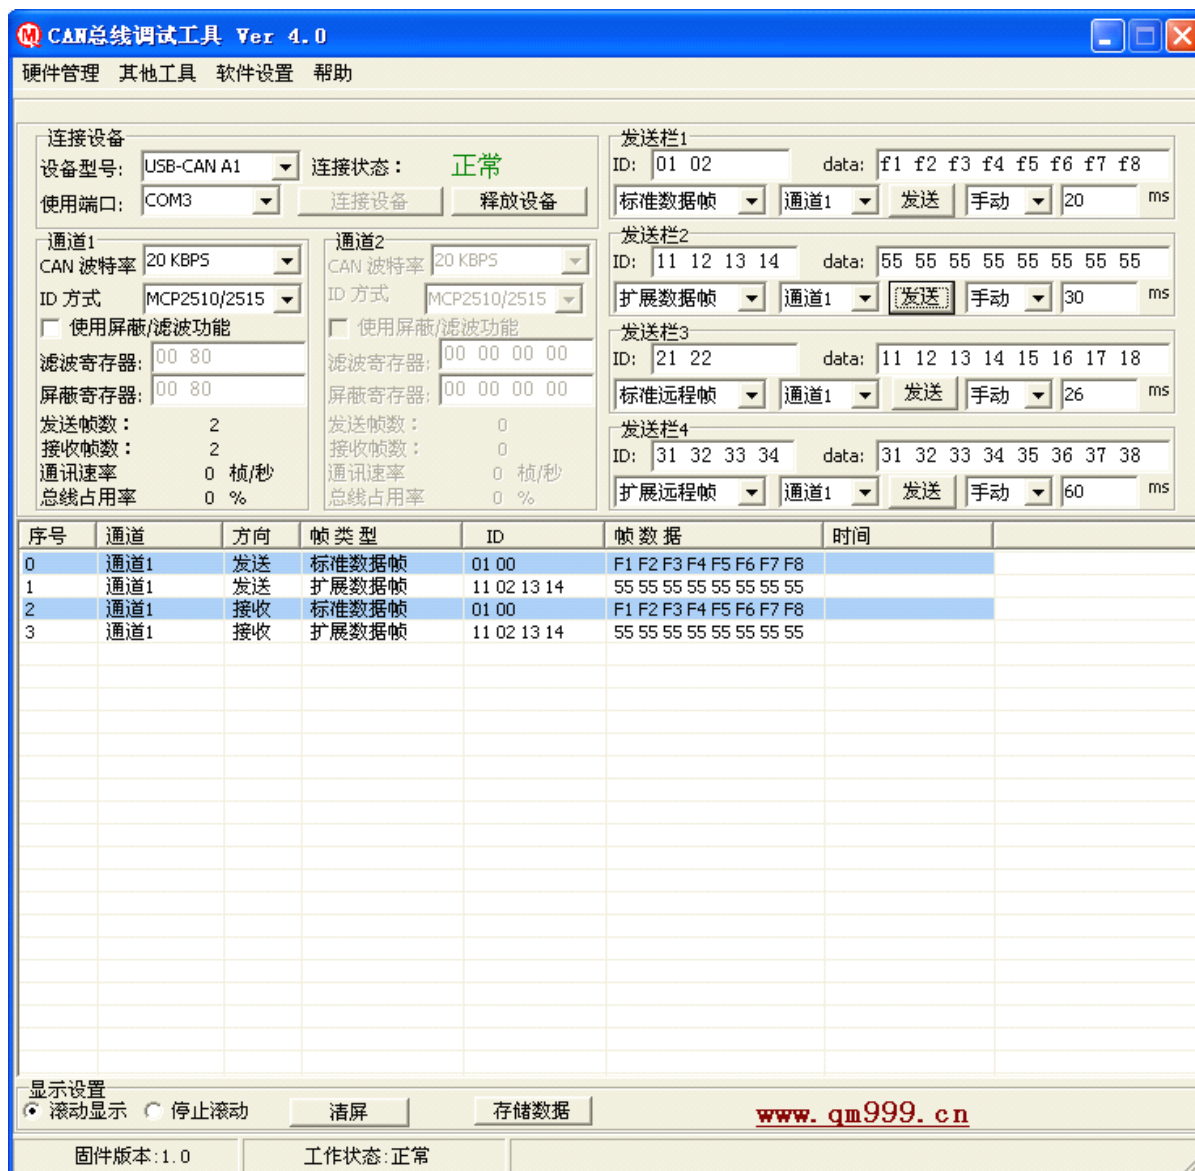 CAN总线调试工具 Ver 4.0
硬件管理 其他工具 软件设置 帮助
连接设备
设备型号: USB-CAN A1 连接状态: 正常
使用端口: COM3 连接设备 释放设备
通道1
CAN 波特率 20 KBPS
ID 方式 MCP2510/2515
使用屏蔽/滤波功能
滤波寄存器: 00 80
屏蔽寄存器: 00 80
发送帧数: 2
接收帧数: 2
通讯速率 0 桢/秒
总线占用率 0 %
通道2
CAN 波特率 20 KBPS
ID 方式 MCP2510/2515
使用屏蔽/滤波功能
滤波寄存器: 00 00 00 00
屏蔽寄存器: 00 00 00 00
发送帧数: 0
接收帧数: 0
通讯速率 0 桢/秒
总线占用率 0 %
发送栏1
ID: 01 02 data: f1 f2 f3 f4 f5 f6 f7 f8
标准数据帧 通道1 发送 手动 20 ms
发送栏2
ID: 11 12 13 14 data: 55 55 55 55 55 55 55 55
扩展数据帧 通道1 发送 手动 30 ms
发送栏3
ID: 21 22 data: 11 12 13 14 15 16 17 18
标准远程帧 通道1 发送 手动 26 ms
发送栏4
ID: 31 32 33 34 data: 31 32 33 34 35 36 37 38
扩展远程帧 通道1 发送 手动 60 ms
序号 通道 方向 帧类型 ID 帧数据 时间
0 通道1 发送 标准数据帧 01 00 F1 F2 F3 F4 F5 F6 F7 F8
1 通道1 发送 扩展数据帧 11 02 13 14 55 55 55 55 55 55 55 55
2 通道1 接收 标准数据帧 01 00 F1 F2 F3 F4 F5 F6 F7 F8
3 通道1 接收 扩展数据帧 11 02 13 14 55 55 55 55 55 55 55 55
显示设置
滚动显示 停止滚动 清屏 存储数据 www.qm999.cn
固件版本:1.0 工作状态:正常